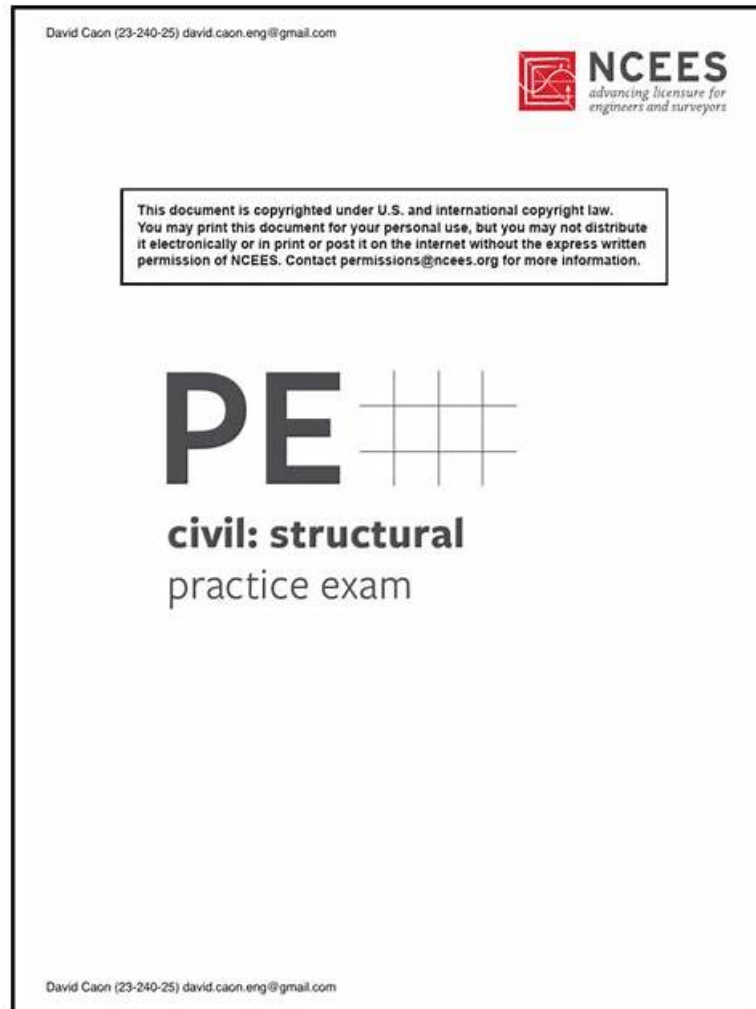 David Caon (23-240-25) david.caon.eng@gmail.com
NCEES
advancing licensure for
engineers and surveyors
This document is copyrighted under U.S. and international copyright law.
You may print this document for your personal use, but you may not distribute
it electronically or in print or post it on the internet without the express written
permission of NCEES. Contact permissions@ncees.org for more information.
PE
civil: structural
practice exam
David Caon (23-240-25) david.caon.eng@gmail.com